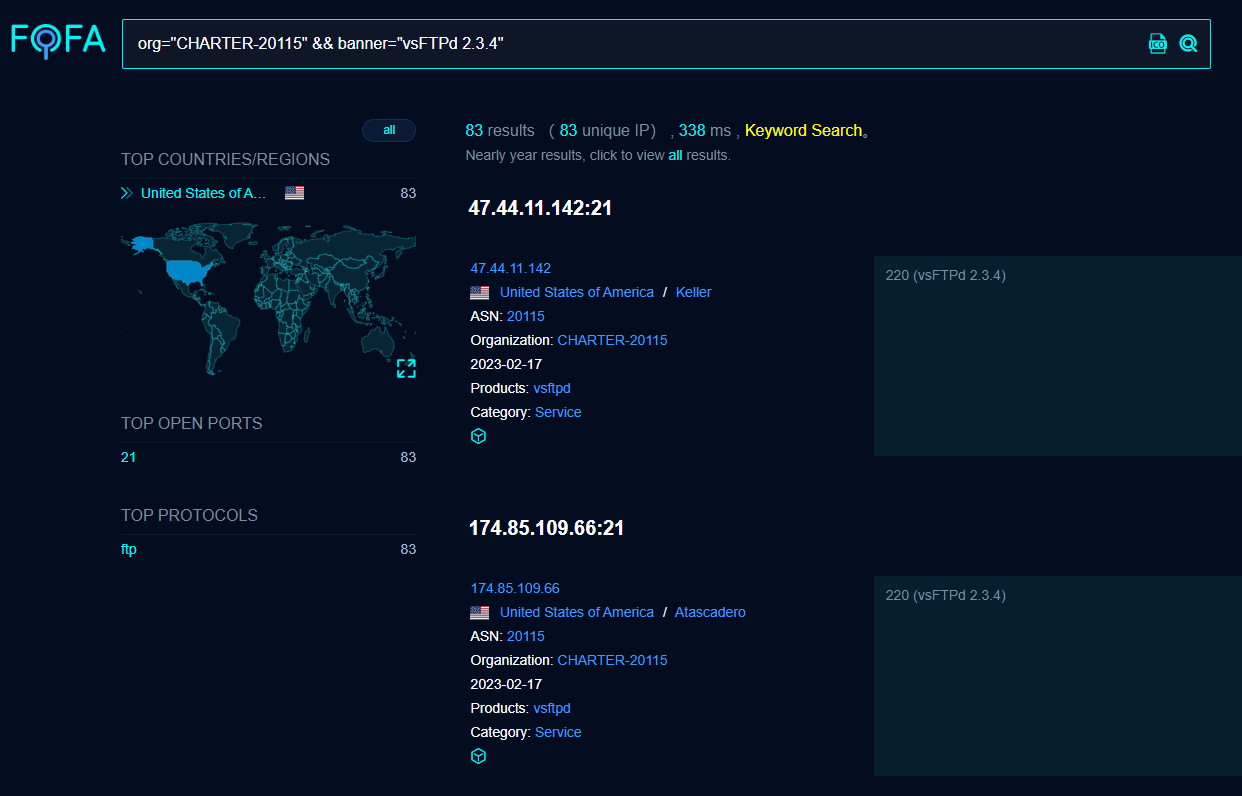 FOFA
org="CHARTER-20115" && banner="vsFTPd 2.3.4"
ICO
all
TOP COUNTRIES/REGIONS
United States of A... 83
TOP OPEN PORTS
21 83
TOP PROTOCOLS
ftp 83
83 results ( 83 unique IP) , 338 ms , Keyword Search。
Nearly year results, click to view all results.
47.44.11.142:21
47.44.11.142
United States of America / Keller
ASN: 20115
Organization: CHARTER-20115
2023-02-17
Products: vsftpd
Category: Service
220 (vsFTPd 2.3.4)
174.85.109.66:21
174.85.109.66
United States of America / Atascadero
ASN: 20115
Organization: CHARTER-20115
2023-02-17
Products: vsftpd
Category: Service
220 (vsFTPd 2.3.4)